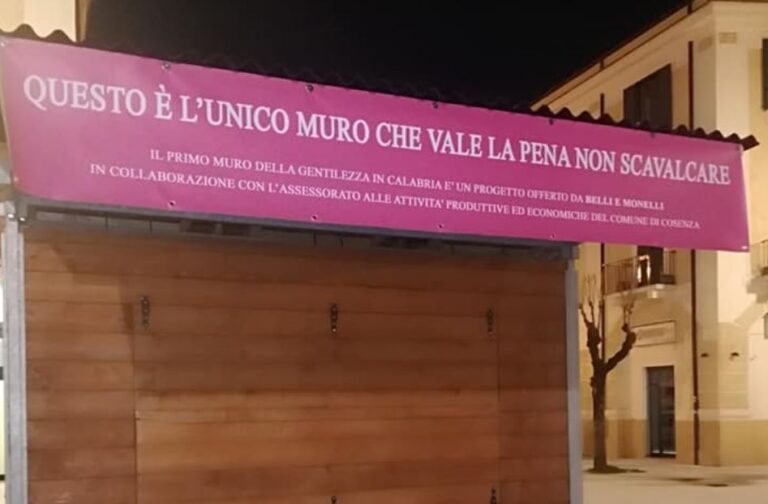 QUESTO È L'UNICO MURO CHE VALE LA PENA NON SCAVALCARE
IL PRIMO MURO DELLA GENTILEZZA IN CALABRIA E' UN PROGETTO OFFERTO DA BELLI E MONELLI
IN COLLABORAZIONE CON L'ASSESSORATO ALLE ATTIVITA' PRODUTTIVE ED ECONOMICHE DEL COMUNE DI COSENZA